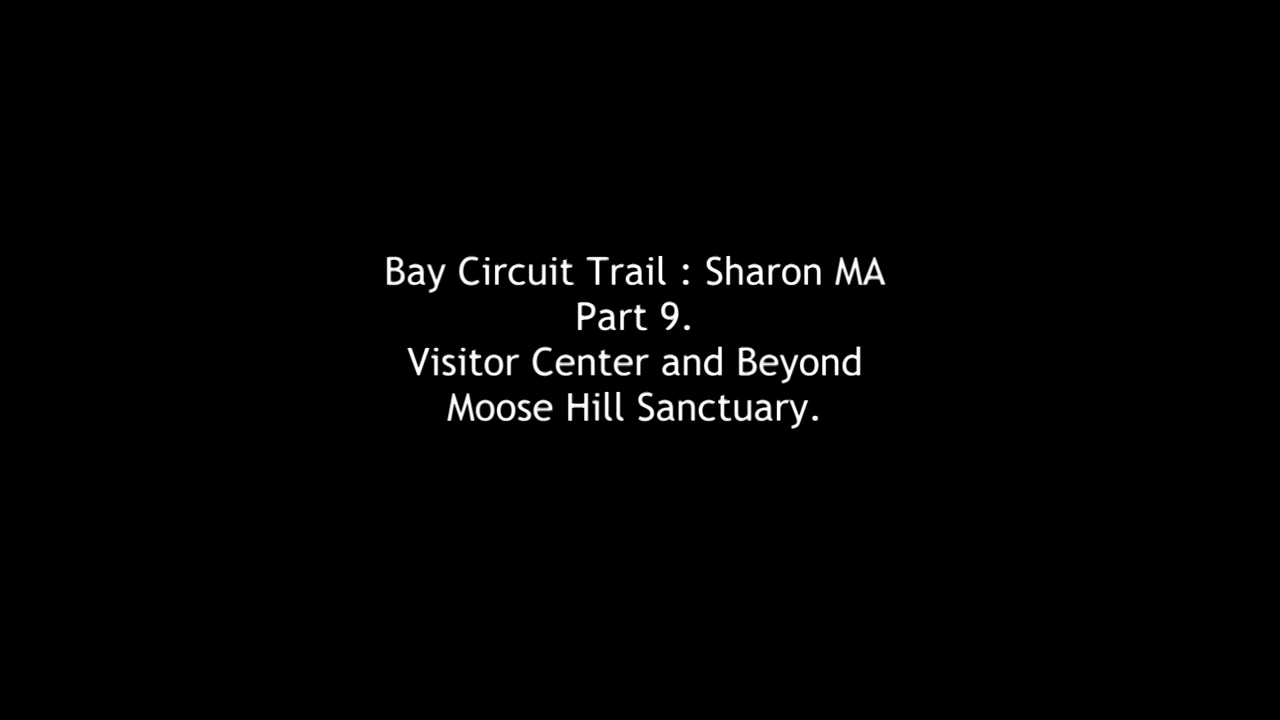 Bay Circuit Trail : Sharon MA
Part 9.
Visitor Center and Beyond
Moose Hill Sanctuary.